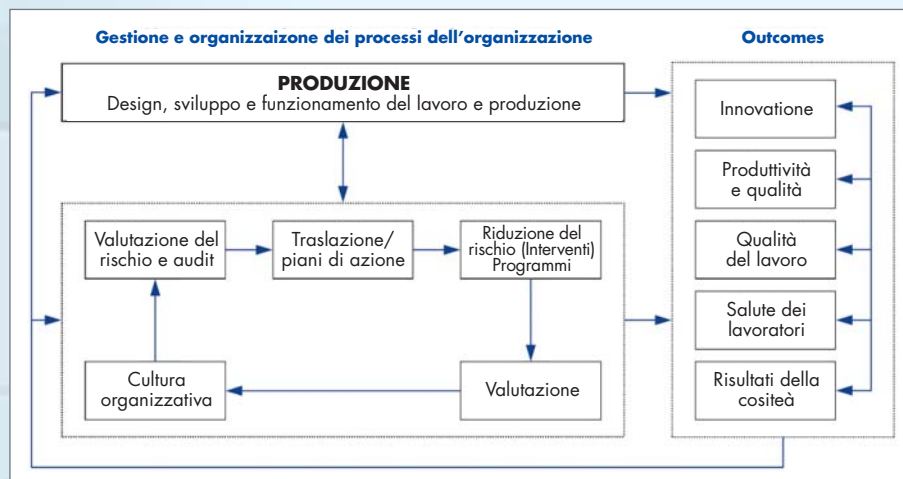 Gestione e organizzaizone dei processi dell'organizzazione
Outcomes
PRODUZIONE
Design, sviluppo e funzionamento del lavoro e produzione
Innovatione
Produttività
e qualità
Valutazione del
rischio e audit
Traslazione/
piani di azione
Riduzione del
rischio (Interventi)
Programmi
Qualità
del lavoro
Salute dei
lavoratori
Cultura
organizzativa
Valutazione
Risultati della
cositeà